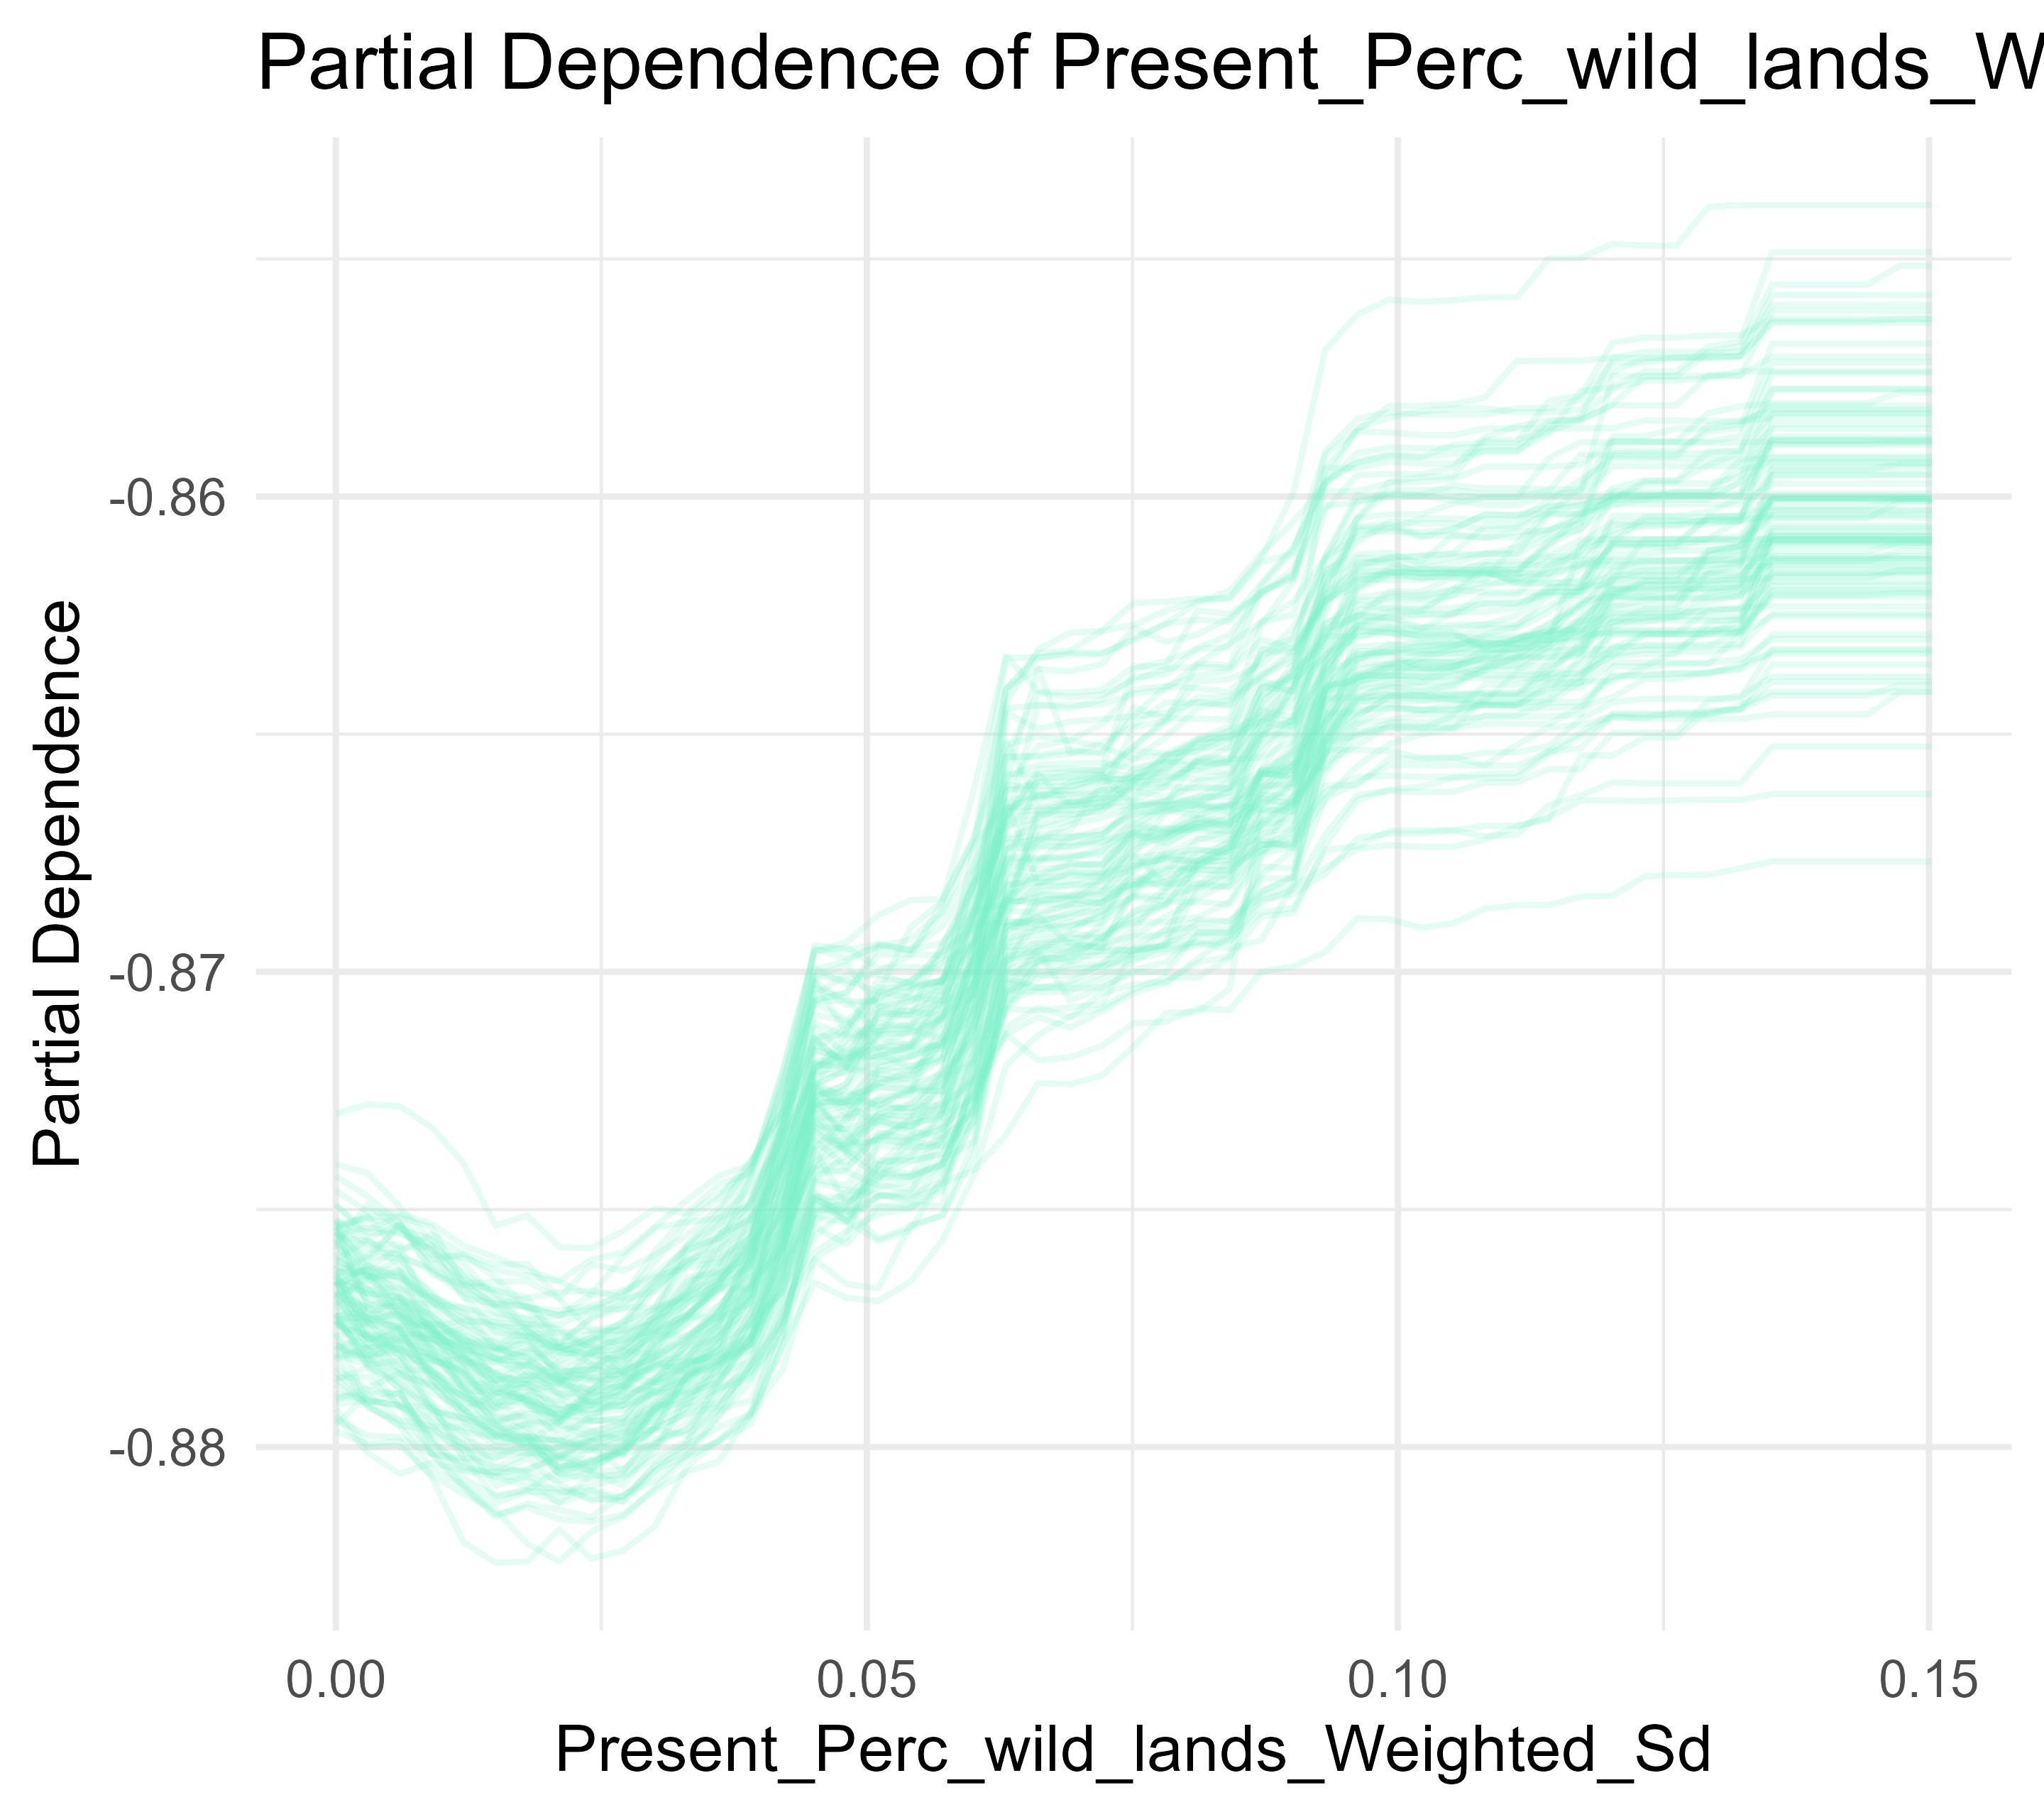 Partial Dependence of Present_Perc_wild_lands_W
Partial Dependence
-0.86
-0.87
-0.88
0.00 0.05 0.10 0.15
Present_Perc_wild_lands_Weighted_Sd